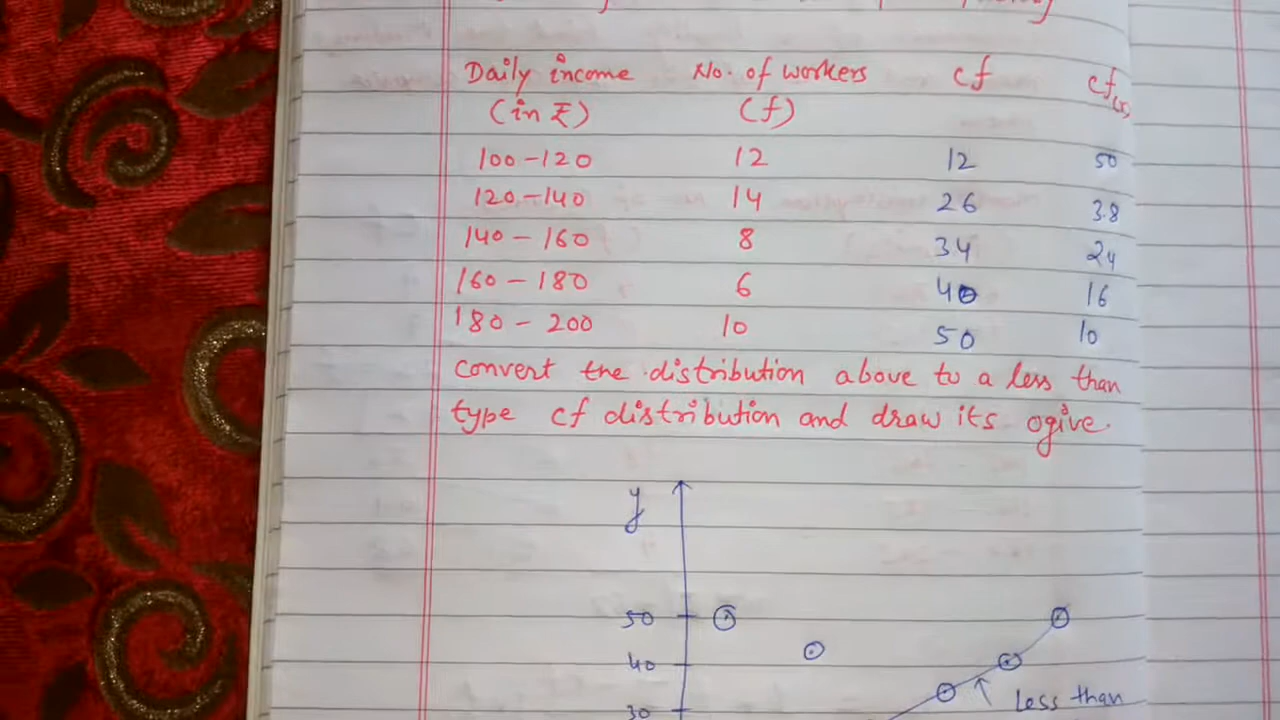 Daily income No. of workers cf cf(x)
(in ₹) (f)
100-120 12 12 50
120-140 14 26 38
140-160 8 34 24
160-180 6 40 16
180-200 10 50 10
convert the distribution above to a less than
type cf distribution and draw its ogive.
y
50
40
Less than
30